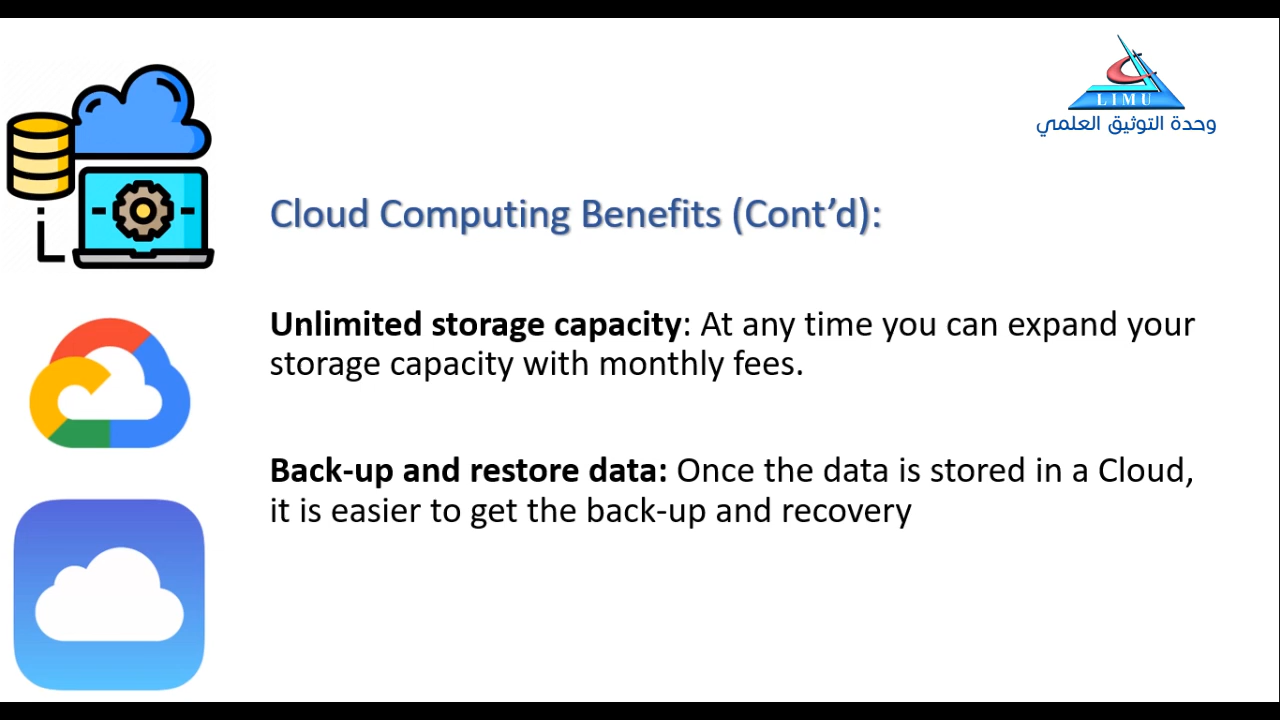 LIMU
وحدة التوثيق العلمي
Cloud Computing Benefits (Cont’d):
Unlimited storage capacity: At any time you can expand your
storage capacity with monthly fees.
Back-up and restore data: Once the data is stored in a Cloud,
it is easier to get the back-up and recovery